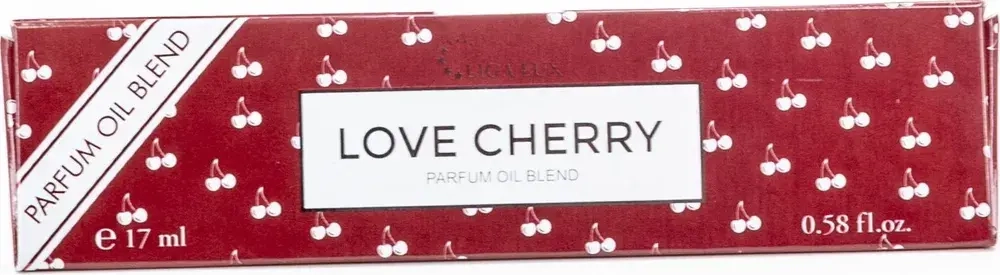 PARFUM OIL BLEND
LOVE CHERRY
PARFUM OIL BLEND
℮ 17 ml
0.58 fl.oz.